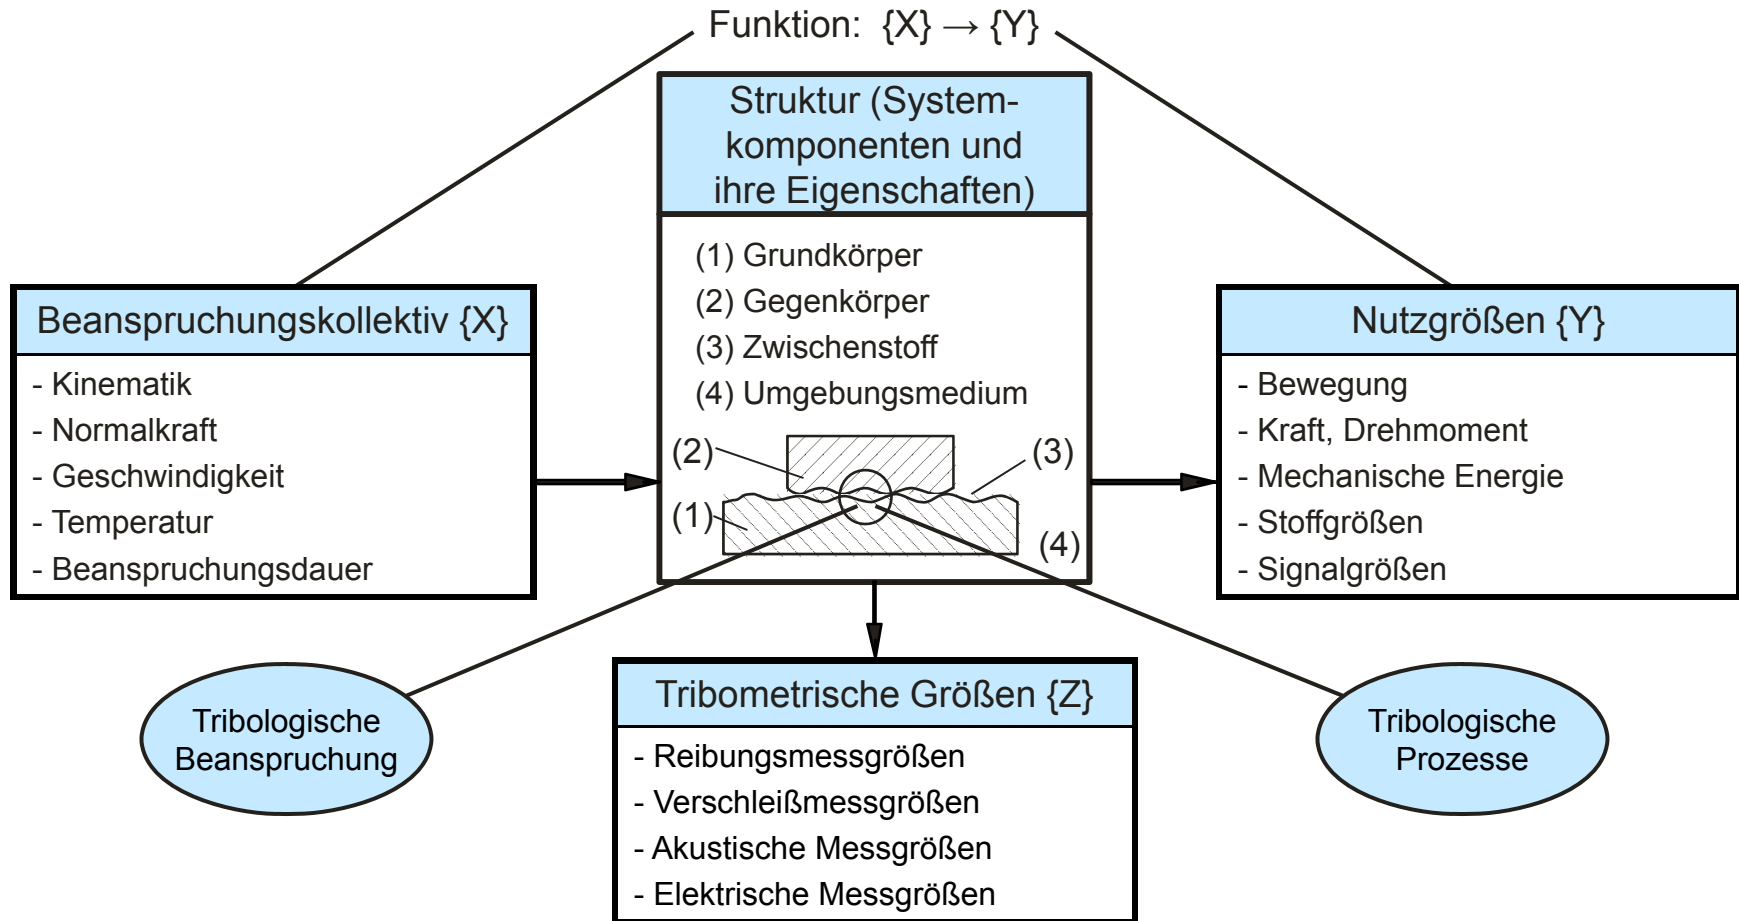 Funktion: {X} → {Y}
Struktur (System-
komponenten und
ihre Eigenschaften)
(1) Grundkörper
(2) Gegenkörper
(3) Zwischenstoff
(4) Umgebungsmedium
(2)
(3)
(1)
(4)
Beanspruchungskollektiv {X}
- Kinematik
- Normalkraft
- Geschwindigkeit
- Temperatur
- Beanspruchungsdauer
Nutzgrößen {Y}
- Bewegung
- Kraft, Drehmoment
- Mechanische Energie
- Stoffgrößen
- Signalgrößen
Tribologische
Beanspruchung
Tribometrische Größen {Z}
- Reibungsmessgrößen
- Verschleißmessgrößen
- Akustische Messgrößen
- Elektrische Messgrößen
Tribologische
Prozesse